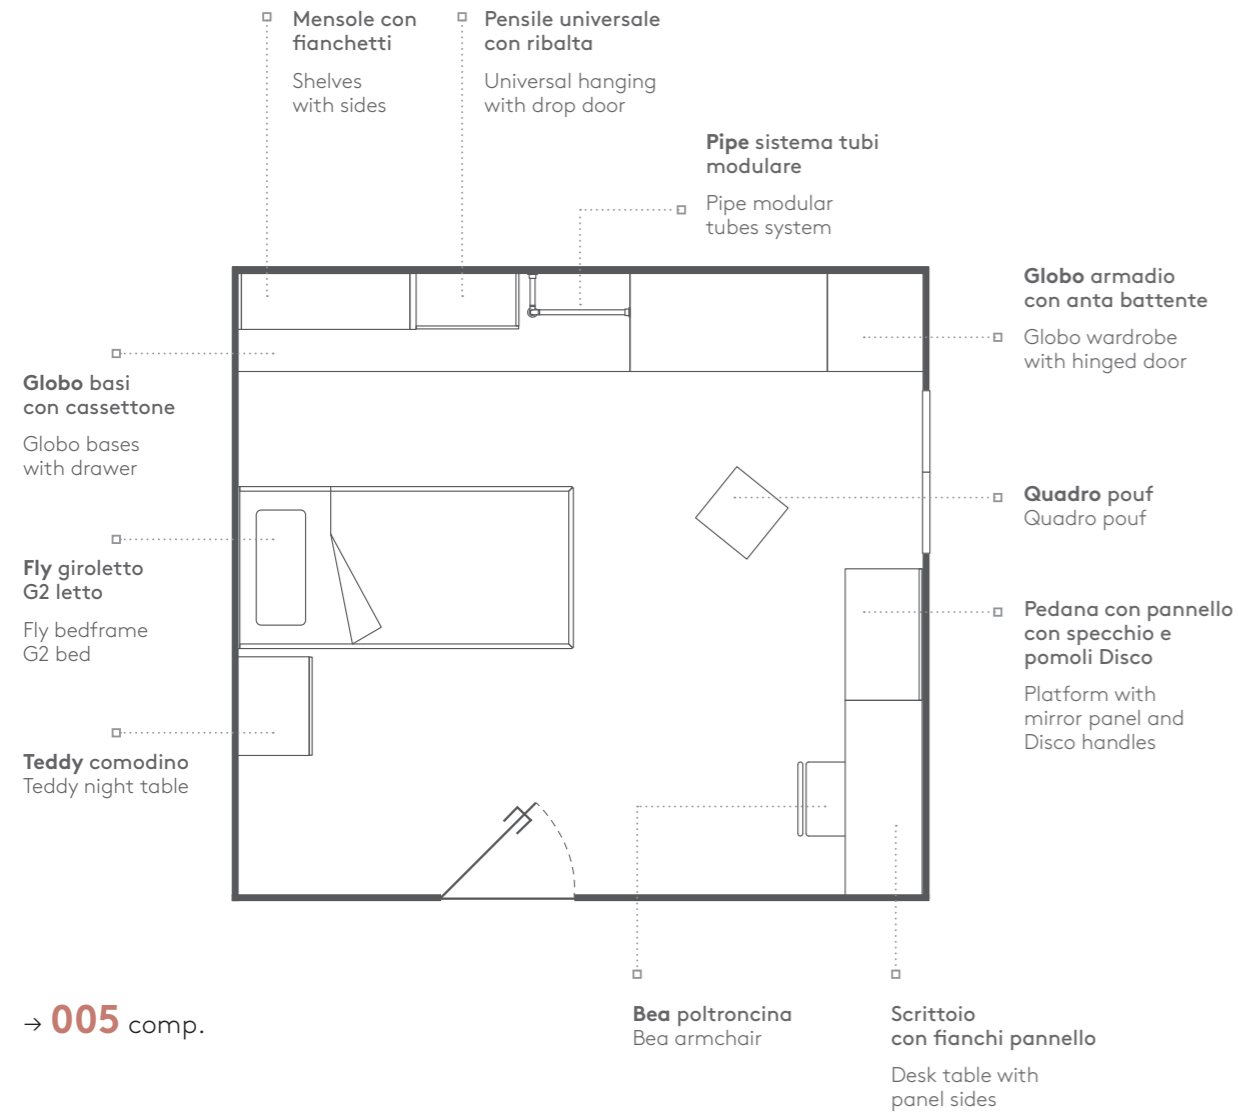 Mensole con
fianchetti
Shelves
with sides
Pensile universale
con ribalta
Universal hanging
with drop door
Pipe sistema tubi
modulare
Pipe modular
tubes system
Globo armadio
con anta battente
Globo wardrobe
with hinged door
Globo basi
con cassettone
Globo bases
with drawer
Quadro pouf
Quadro pouf
Fly giroletto
G2 letto
Fly bedframe
G2 bed
Pedana con pannello
con specchio e
pomoli Disco
Platform with
mirror panel and
Disco handles
Teddy comodino
Teddy night table
→ 005 comp.
Bea poltroncina
Bea armchair
Scrittoio
con fianchi pannello
Desk table with
panel sides